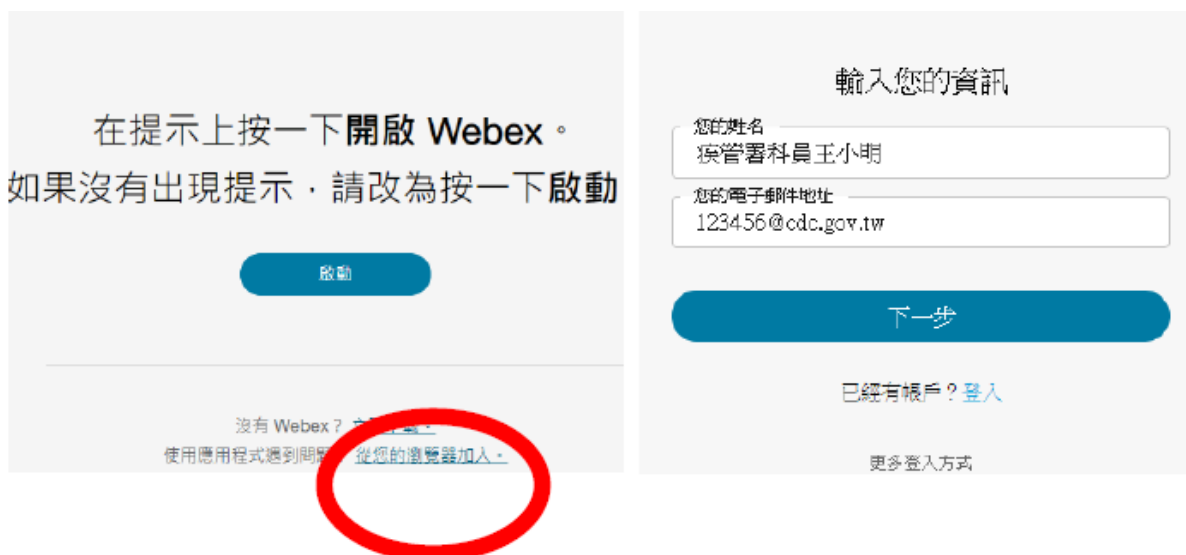 在提示上按一下開啟 Webex。
如果沒有出現提示，請改為按一下啟動
啟動
沒有 Webex？
使用應用程式遇到問
從您的瀏覽器加入。
輸入您的資訊
您的姓名
疾管署科員王小明
您的電子郵件地址
123456@cdc.gov.tw
下一步
已經有帳戶？登入
更多登入方式